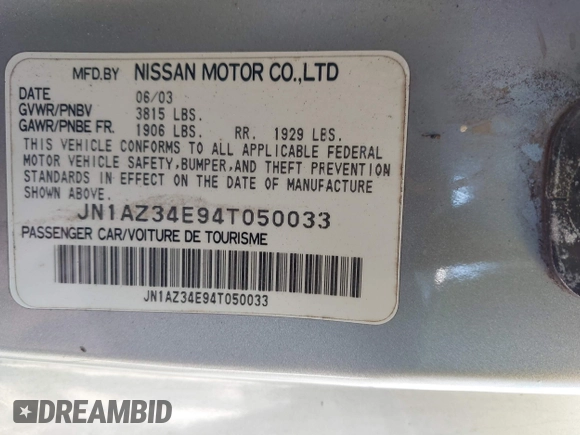 MFD.BY NISSAN MOTOR CO.,LTD
DATE 06/03
GVWR/PNBV 3815 LBS.
GAWR/PNBE FR. 1906 LBS. RR. 1929 LBS.
THIS VEHICLE CONFORMS TO ALL APPLICABLE FEDERAL
MOTOR VEHICLE SAFETY,BUMPER,AND THEFT PREVENTION
STANDARDS IN EFFECT ON THE DATE OF MANUFACTURE
SHOWN ABOVE.
JN1AZ34E94T050033
PASSENGER CAR/VOITURE DE TOURISME
JN1AZ34E94T050033
DREAMBID